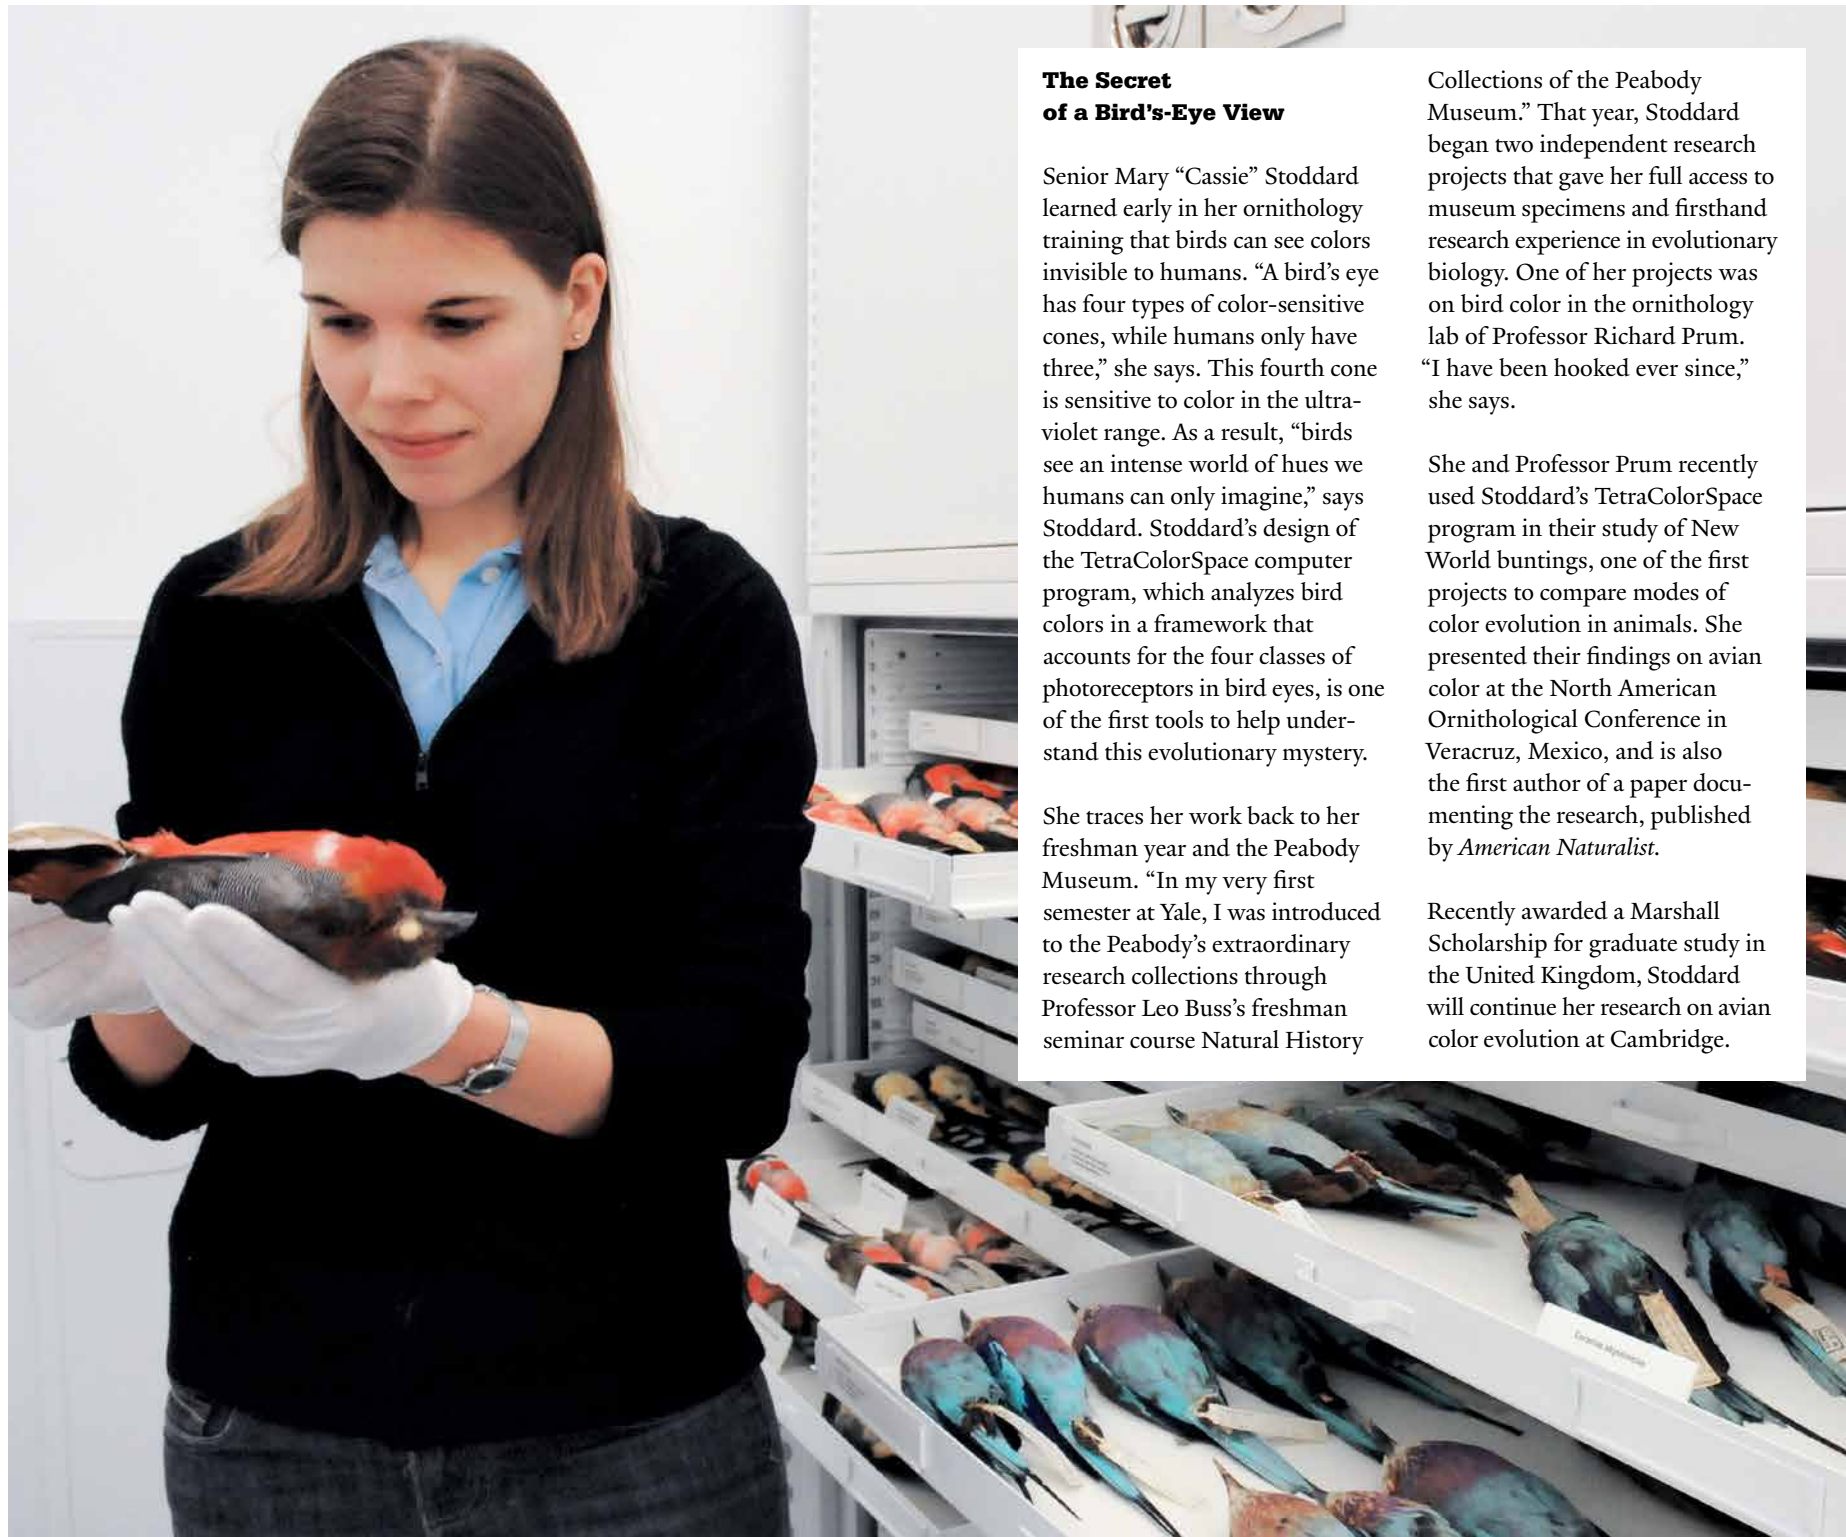 The Secret
of a Bird’s-Eye View
Senior Mary “Cassie” Stoddard
learned early in her ornithology
training that birds can see colors
invisible to humans. “A bird’s eye
has four types of color-sensitive
cones, while humans only have
three,” she says. This fourth cone
is sensitive to color in the ultra-
violet range. As a result, “birds
see an intense world of hues we
humans can only imagine,” says
Stoddard. Stoddard’s design of
the TetraColorSpace computer
program, which analyzes bird
colors in a framework that
accounts for the four classes of
photoreceptors in bird eyes, is one
of the first tools to help under-
stand this evolutionary mystery.
She traces her work back to her
freshman year and the Peabody
Museum. “In my very first
semester at Yale, I was introduced
to the Peabody’s extraordinary
research collections through
Professor Leo Buss’s freshman
seminar course Natural History
Collections of the Peabody
Museum.” That year, Stoddard
began two independent research
projects that gave her full access to
museum specimens and firsthand
research experience in evolutionary
biology. One of her projects was
on bird color in the ornithology
lab of Professor Richard Prum.
“I have been hooked ever since,”
she says.
She and Professor Prum recently
used Stoddard’s TetraColorSpace
program in their study of New
World buntings, one of the first
projects to compare modes of
color evolution in animals. She
presented their findings on avian
color at the North American
Ornithological Conference in
Veracruz, Mexico, and is also
the first author of a paper docu-
menting the research, published
by American Naturalist.
Recently awarded a Marshall
Scholarship for graduate study in
the United Kingdom, Stoddard
will continue her research on avian
color evolution at Cambridge.